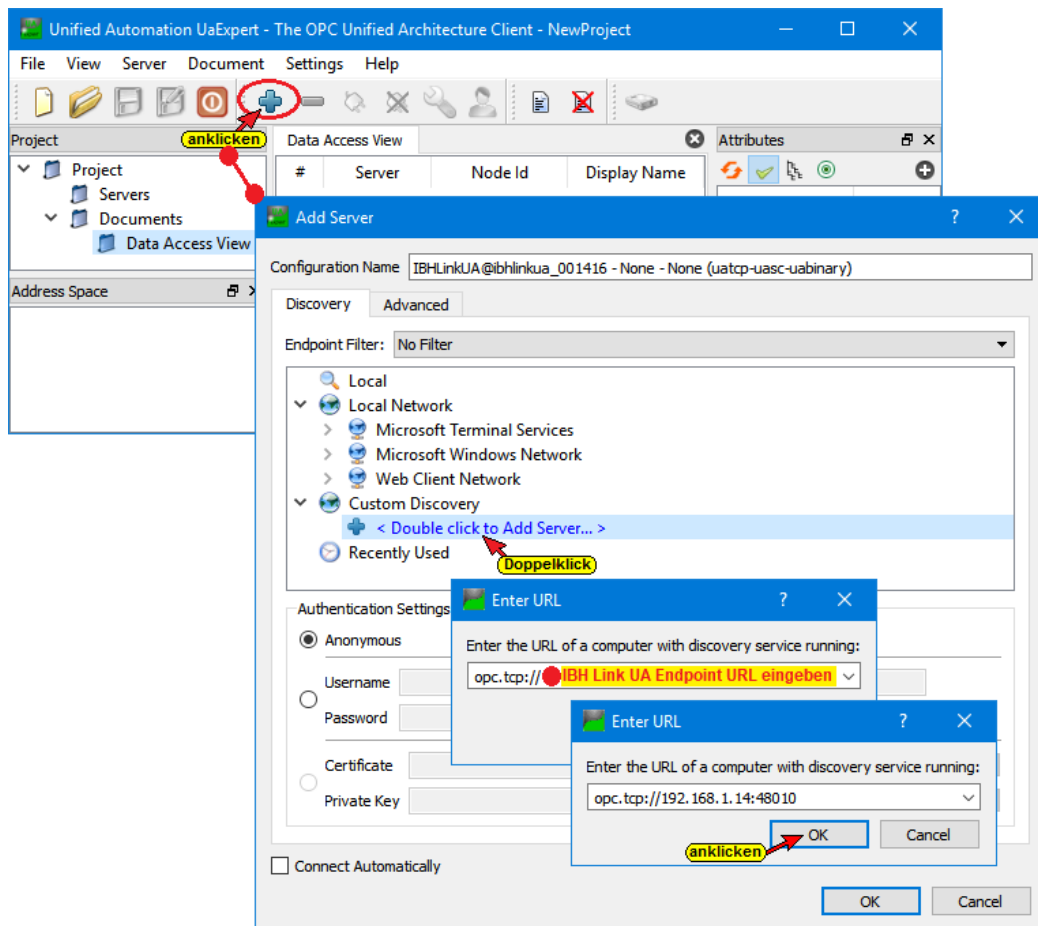 Unified Automation UaExpert - The OPC Unified Architecture Client - NewProject
File View Server Document Settings Help
anklicken
Project
Data Access View
Attributes
# Server Node Id Display Name
Project
Servers
Documents
Data Access View
Address Space
Add Server
Configuration Name IBHLinkUA@ibhlinkua_001416 - None - None (uatcp-uasc-uabinary)
Discovery Advanced
Endpoint Filter: No Filter
Local
Local Network
Microsoft Terminal Services
Microsoft Windows Network
Web Client Network
Custom Discovery
< Double click to Add Server... >
Recently Used
Doppelklick
Authentication Settings
Anonymous
Username
Password
Certificate
Private Key
Enter URL
Enter the URL of a computer with discovery service running:
opc.tcp:// IBH Link UA Endpoint URL eingeben
Enter URL
Enter the URL of a computer with discovery service running:
opc.tcp://192.168.1.14:48010
OK Cancel
anklicken
Connect Automatically
OK Cancel